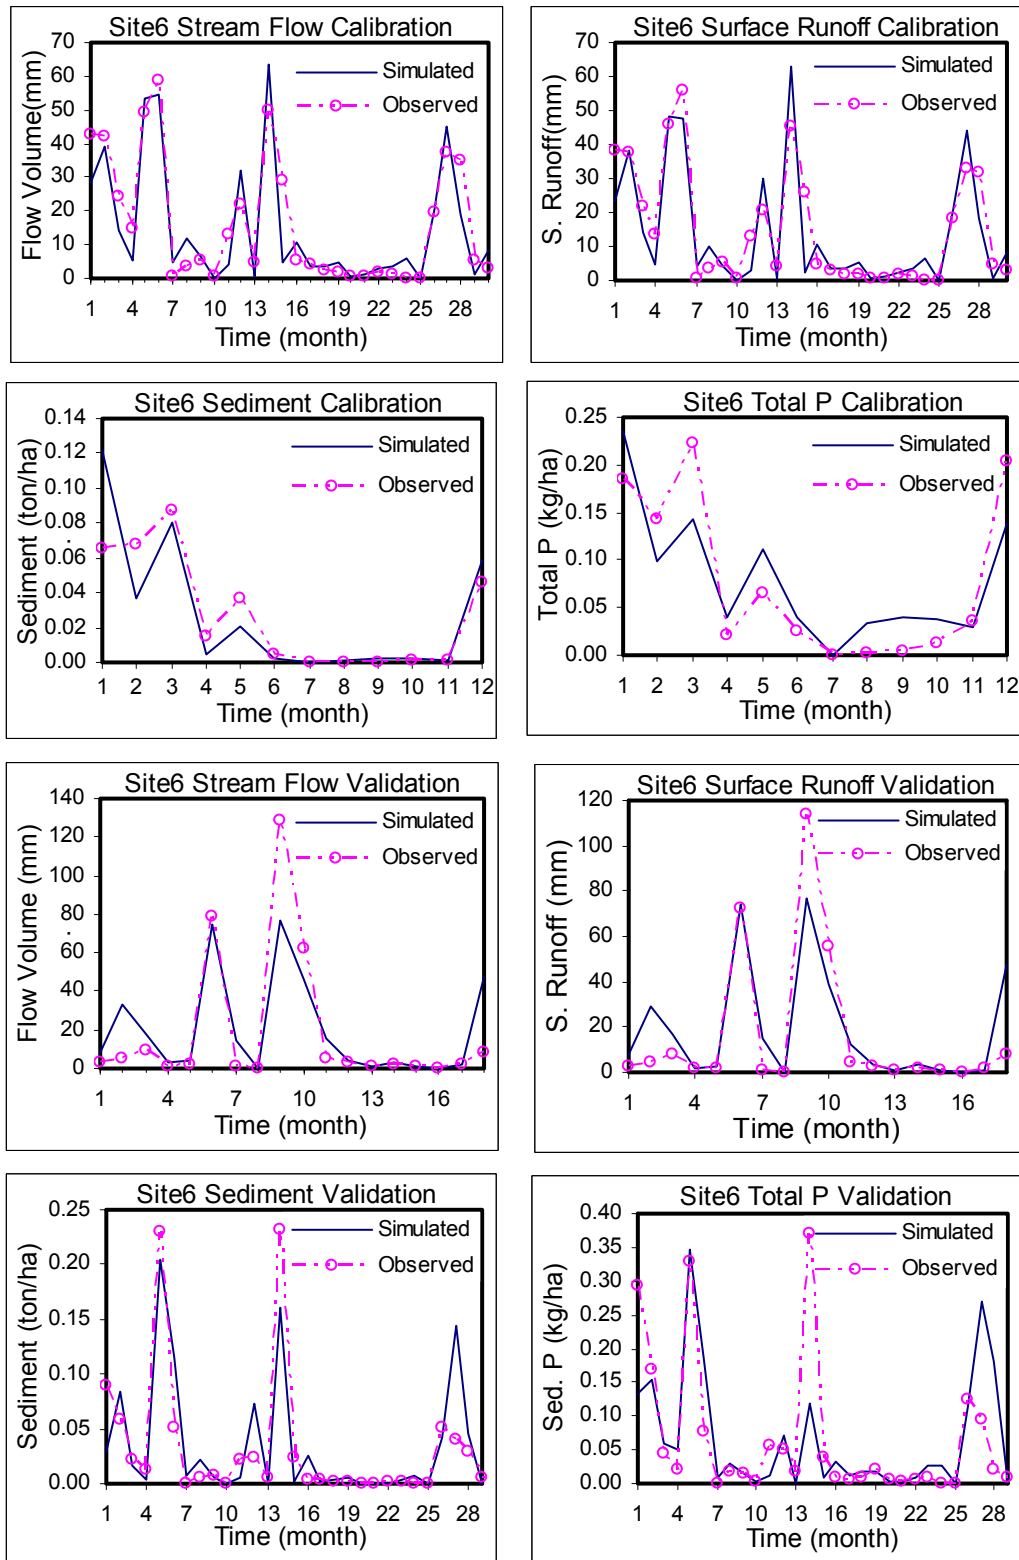 Site6 Stream Flow Calibration
70
60
50
40
30
20
10
0
Flow Volume(mm)
Simulated
Observed
1 4 7 10 13 16 19 22 25 28
Time (month)
Site6 Surface Runoff Calibration
70
60
50
40
30
20
10
0
S. Runoff(mm)
Simulated
Observed
1 4 7 10 13 16 19 22 25 28
Time (month)
Site6 Sediment Calibration
0.14
0.12
0.10
0.08
0.06
0.04
0.02
0.00
Sediment (ton/ha)
Simulated
Observed
1 2 3 4 5 6 7 8 9 10 11 12
Time (month)
Site6 Total P Calibration
0.25
0.20
0.15
0.10
0.05
0.00
Total P (kg/ha)
Simulated
Observed
1 2 3 4 5 6 7 8 9 10 11 12
Time (month)
Site6 Stream Flow Validation
140
120
100
80
60
40
20
0
Flow Volume (mm)
Simulated
Observed
1 4 7 10 13 16
Time (month)
Site6 Surface Runoff Validation
120
100
80
60
40
20
0
S. Runoff (mm)
Simulated
Observed
1 4 7 10 13 16
Time (month)
Site6 Sediment Validation
0.25
0.20
0.15
0.10
0.05
0.00
Sediment (ton/ha)
Simulated
Observed
1 4 7 10 13 16 19 22 25 28
Time (month)
Site6 Total P Validation
0.40
0.35
0.30
0.25
0.20
0.15
0.10
0.05
0.00
Sed. P (kg/ha)
Simulated
Observed
1 4 7 10 13 16 19 22 25 28
Time (month)